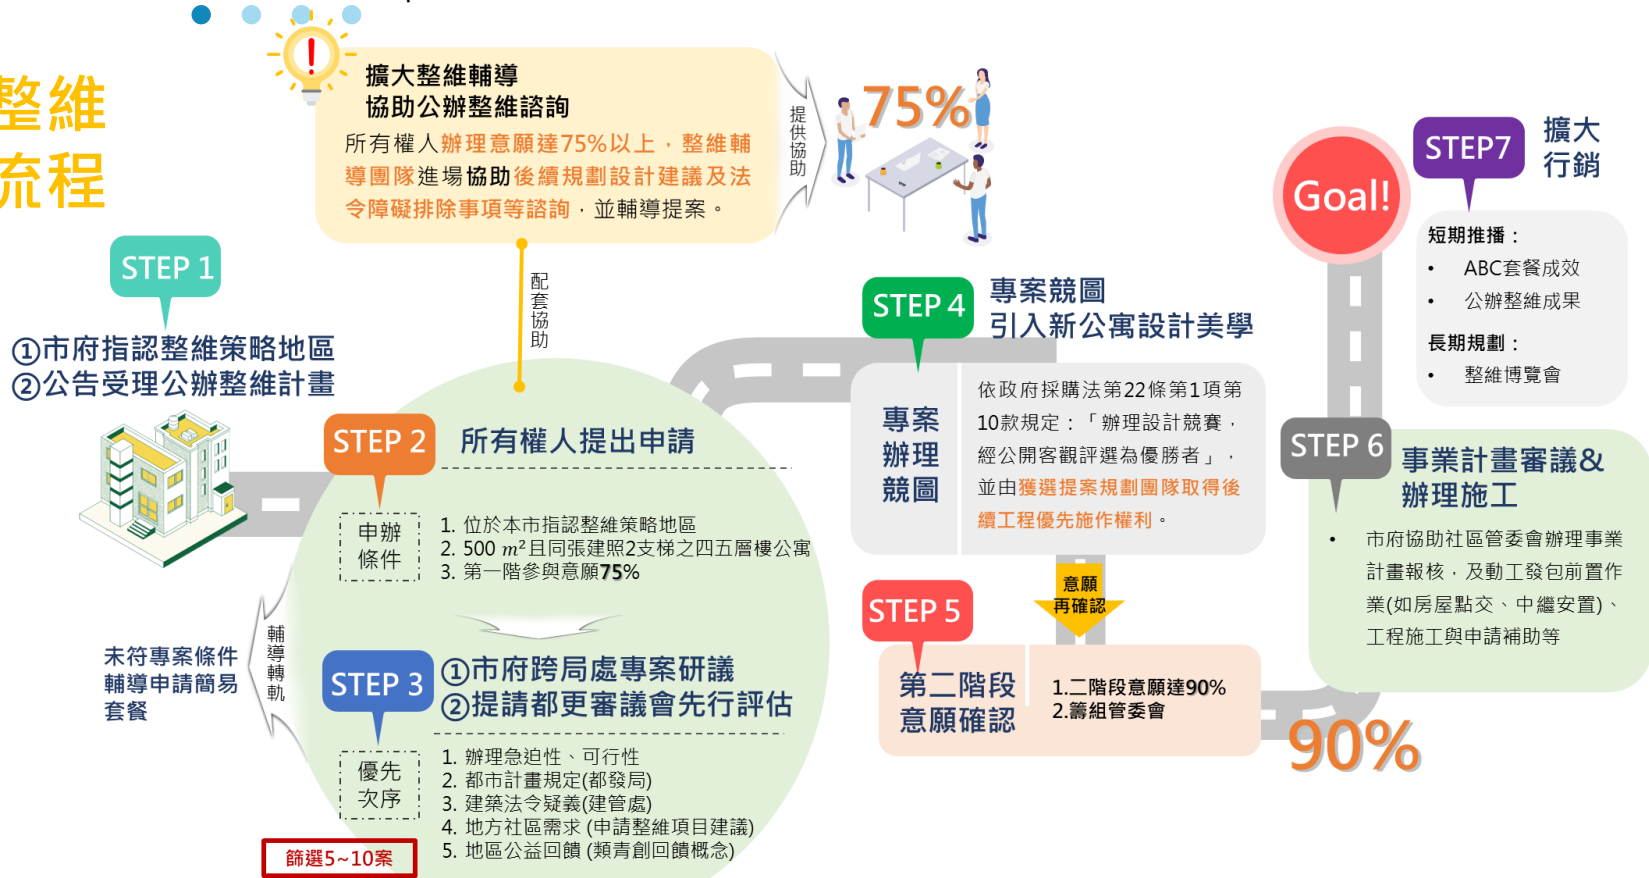 整維
流程
!
擴大整維輔導
協助公辦整維諮詢
所有權人辦理意願達75%以上，整維輔
導團隊進場協助後續規劃設計建議及法
令障礙排除事項等諮詢，並輔導提案。
提供協助
75%
配套協助
STEP 1
①市府指認整維策略地區
②公告受理公辦整維計畫
STEP 2
所有權人提出申請
申辦
條件
1. 位於本市指認整維策略地區
2. 500 m²且同張建照2支梯之四五層樓公寓
3. 第一階參與意願75%
輔導轉軌
未符專案條件
輔導申請簡易
套餐
STEP 3
①市府跨局處專案研議
②提請都更審議會先行評估
優先
次序
1. 辦理急迫性、可行性
2. 都市計畫規定(都發局)
3. 建築法令疑義(建管處)
4. 地方社區需求 (申請整維項目建議)
5. 地區公益回饋 (類青創回饋概念)
篩選5~10案
STEP 4
專案競圖
引入新公寓設計美學
專案
辦理
競圖
依政府採購法第22條第1項第
10款規定：「辦理設計競賽，
經公開客觀評選為優勝者」，
並由獲選提案規劃團隊取得後
續工程優先施作權利。
意願
再確認
STEP 5
第二階段
意願確認
1.二階段意願達90%
2.籌組管委會
90%
STEP 6
事業計畫審議&
辦理施工
• 市府協助社區管委會辦理事業
計畫報核，及動工發包前置作
業(如房屋點交、中繼安置)、
工程施工與申請補助等
Goal!
STEP7
擴大
行銷
短期推播：
• ABC套餐成效
• 公辦整維成果
長期規劃：
• 整維博覽會